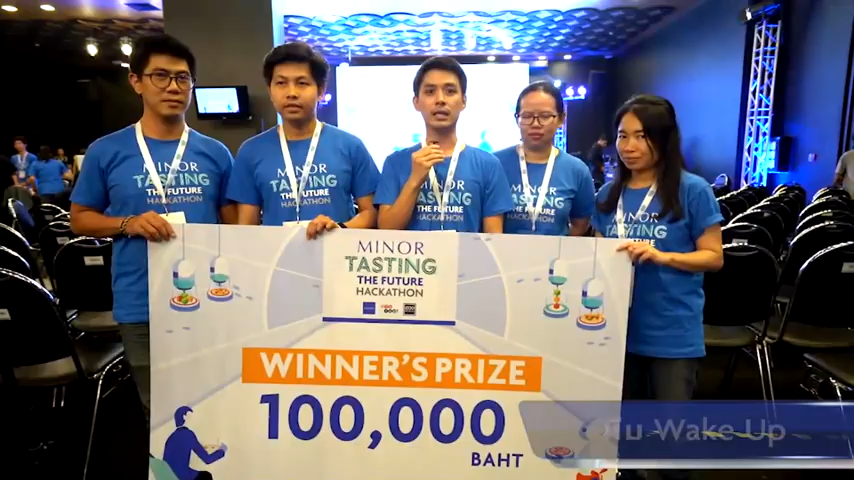 MINOR
TASTING
THE FUTURE
HACKATHON
MINOR
TASTING
THE FUTURE
HACKATHON
MINOR
TASTING
THE FUTURE
HACKATHON
MINOR
TASTING
THE FUTURE
HACKATHON
MINOR
TASTING
THE FUTURE
MINOR
TASTING
THE FUTURE
HACKATHON
WINNER'S PRIZE
100,000
BAHT
Wake Up